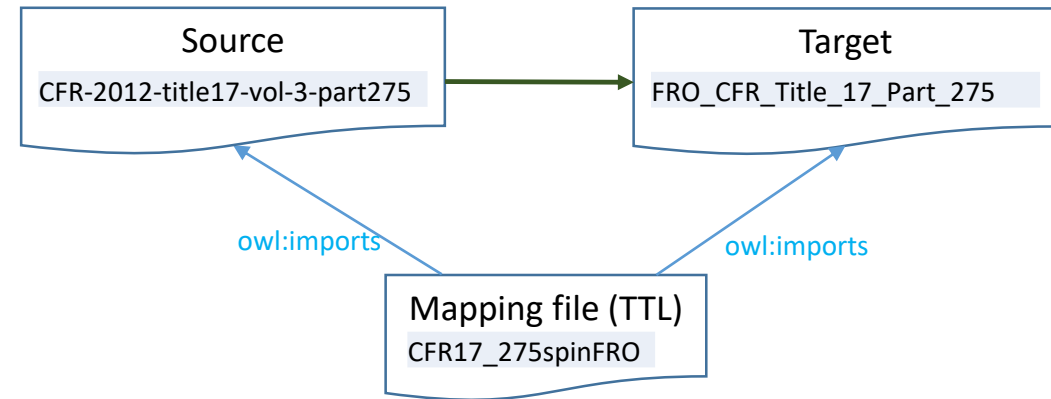 Source
CFR-2012-title17-vol-3-part275
Target
FRO_CFR_Title_17_Part_275
owl:imports
owl:imports
Mapping file (TTL)
CFR17_275spinFRO